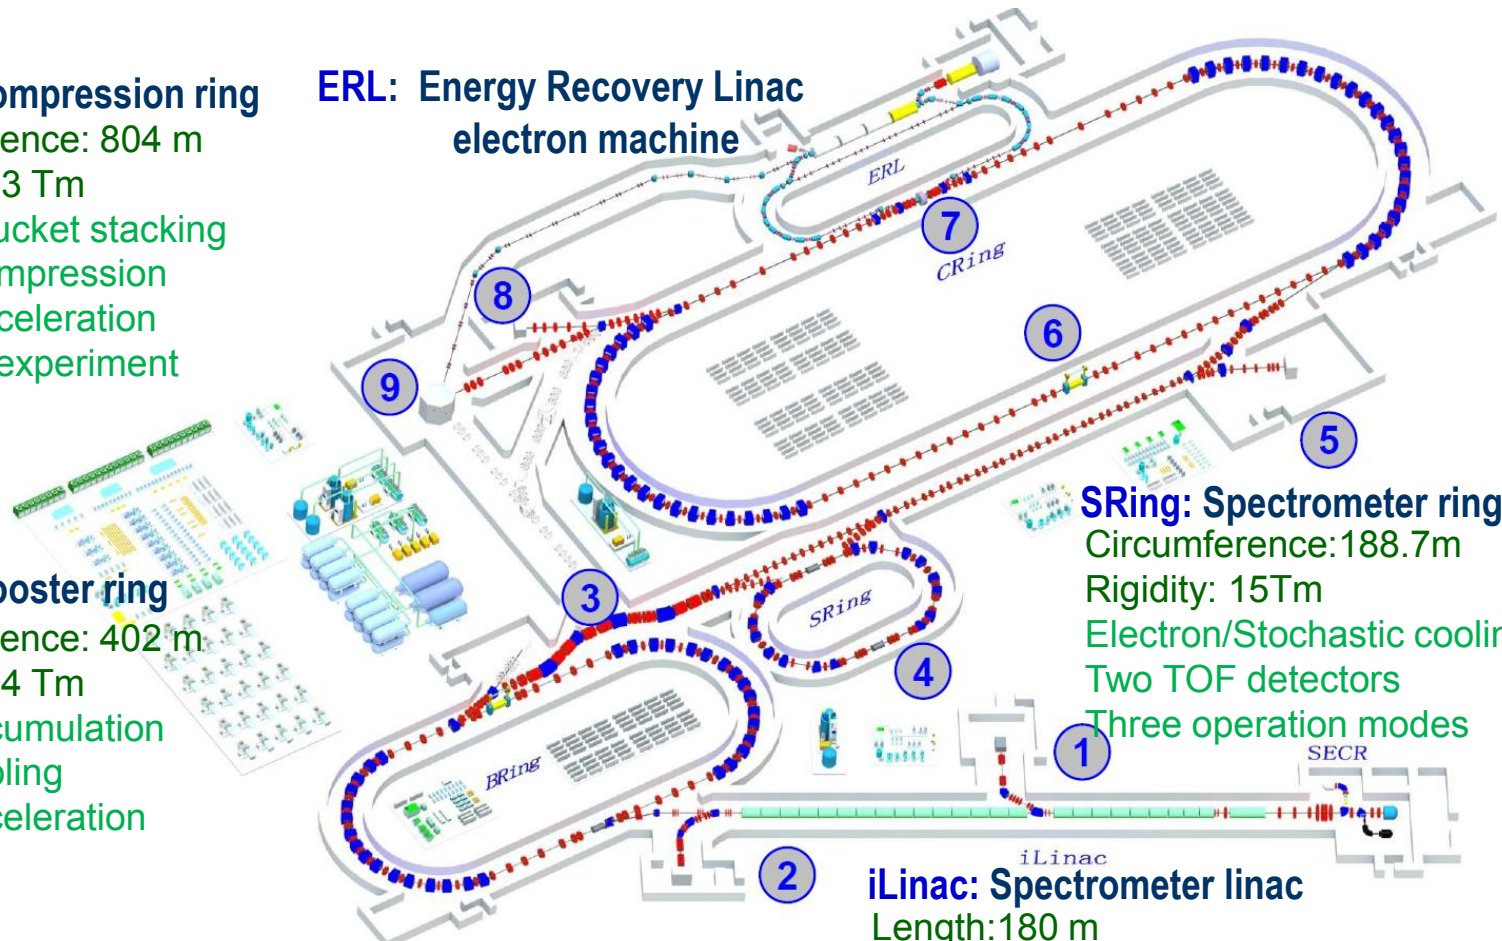 ompression ring
ence: 804 m
3 Tm
ucket stacking
mpression
celeration
experiment
ERL: Energy Recovery Linac
electron machine
ERL
7
CRing
8
6
9
5
SRing: Spectrometer ring
Circumference:188.7m
Rigidity: 15Tm
Electron/Stochastic coolin
Two TOF detectors
Three operation modes
ooster ring
ence: 402 m
4 Tm
cumulation
oling
celeration
3
SRing
4
BRing
1
SECR
2
iLinac
iLinac: Spectrometer linac
Length:180 m